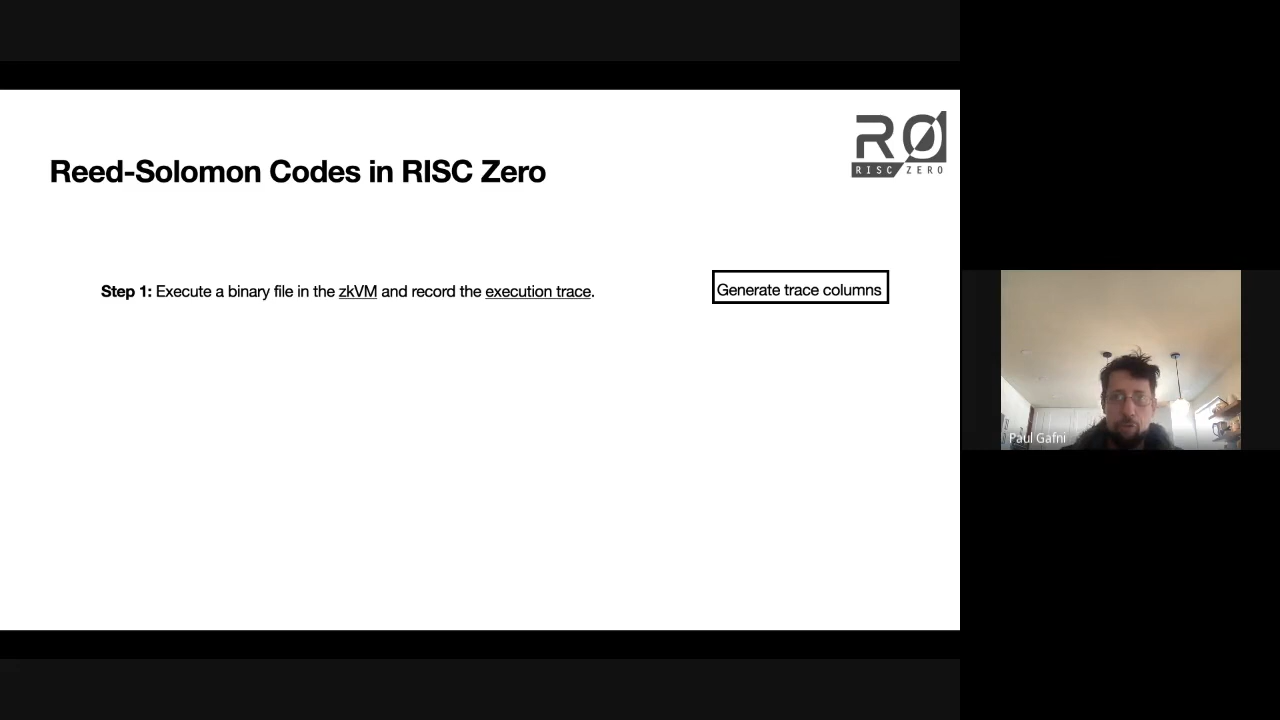 R0
RISC ZERO
Reed-Solomon Codes in RISC Zero
Step 1: Execute a binary file in the zkVM and record the execution trace.
Generate trace columns
Paul Gafni